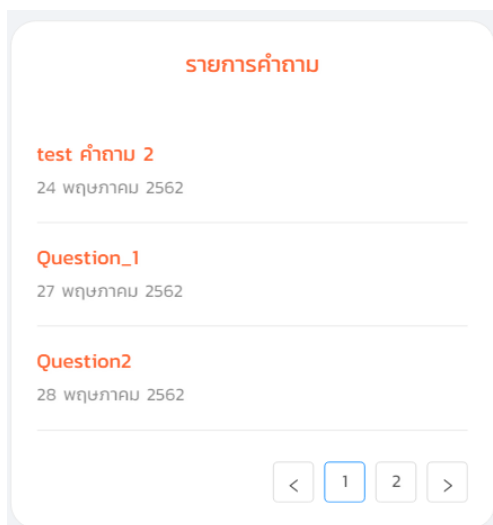 รายการคำถาม
test คำถาม 2
24 พฤษภาคม 2562
Question_1
27 พฤษภาคม 2562
Question2
28 พฤษภาคม 2562
< 1 2 >